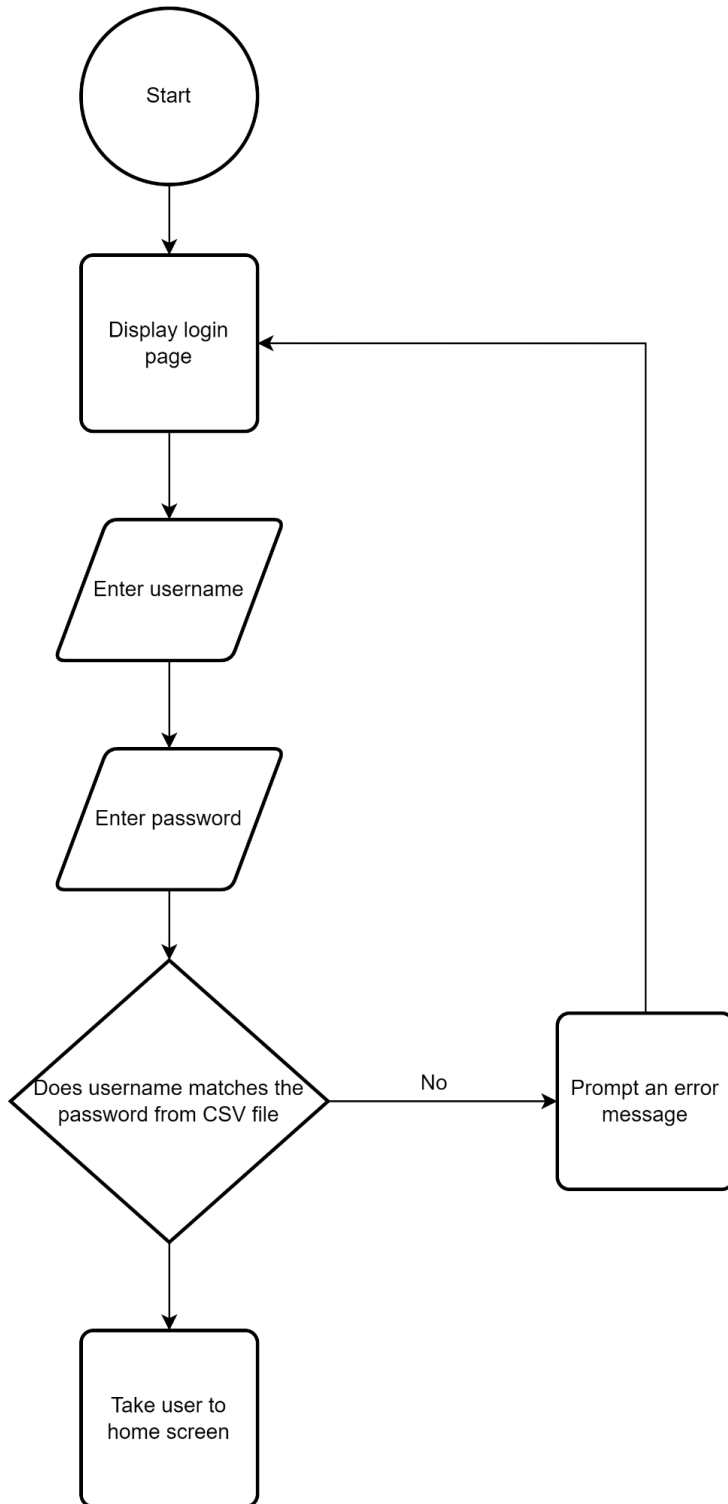 Start
Display login
page
Enter username
Enter password
Does username matches the
password from CSV file
No
Prompt an error
message
Take user to
home screen